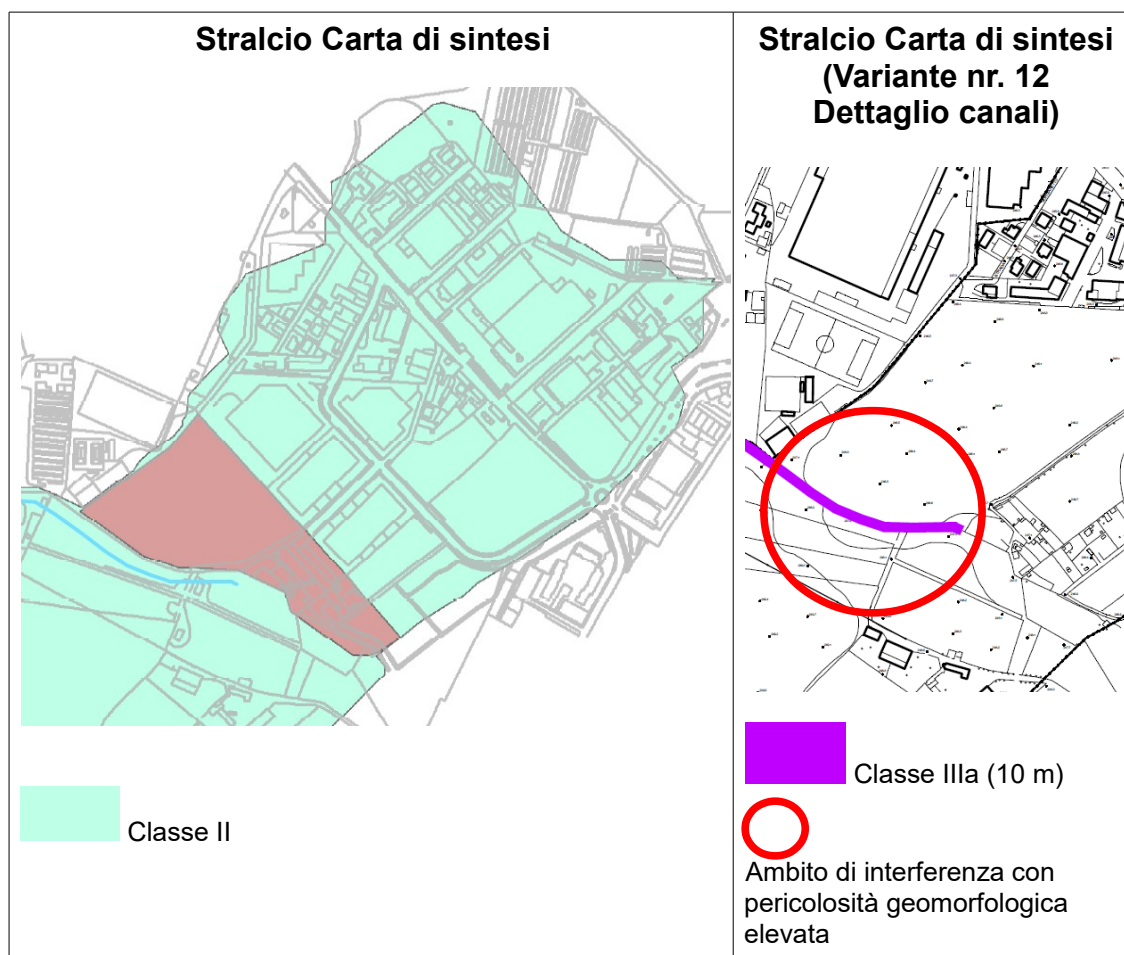 Stralcio Carta di sintesi
Classe II
Stralcio Carta di sintesi
(Variante nr. 12
Dettaglio canali)
Classe IIIa (10 m)
Ambito di interferenza con
pericolosità geomorfologica
elevata